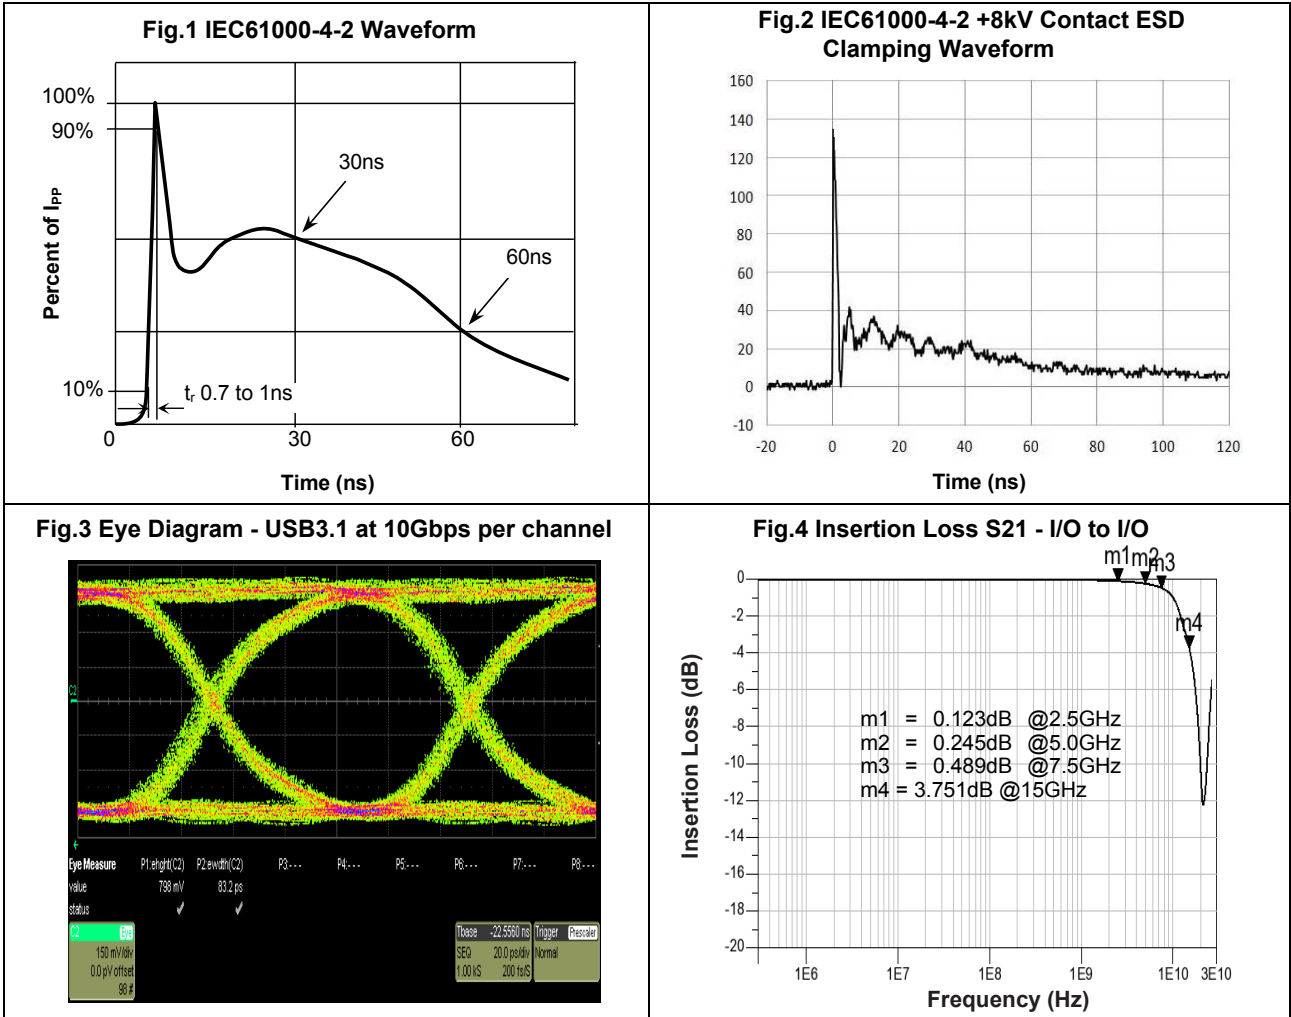 Fig.1 IEC61000-4-2 Waveform
100%
90%
10%
Percent of IPP
30ns
60ns
tr 0.7 to 1ns
0
30
60
Time (ns)
Fig.2 IEC61000-4-2 +8kV Contact ESD
Clamping Waveform
160
140
120
100
80
60
40
20
0
-10
-20
0
20
40
60
80
100
120
Time (ns)
Fig.3 Eye Diagram - USB3.1 at 10Gbps per channel
C2
Eye Measure P1:ehght(C2) P2:ewdth(C2) P3:--- P4:--- P5:--- P6:--- P7:--- P8:---
value 798 mV 83.2 ps
status
C2 Eye
150 mV/div
0.0 pV offset
98 #
Tbase -22.5560 ns
SEQ 20.0 ps/div
1.00 kS 200 fs/S
Trigger Prescaler
Normal
Fig.4 Insertion Loss S21 - I/O to I/O
m1 m2 m3
m4
0
-2
-4
-6
-8
-10
-12
-14
-16
-18
-20
Insertion Loss (dB)
m1 = 0.123dB @2.5GHz
m2 = 0.245dB @5.0GHz
m3 = 0.489dB @7.5GHz
m4 = 3.751dB @15GHz
1E6
1E7
1E8
1E9
1E10
3E10
Frequency (Hz)